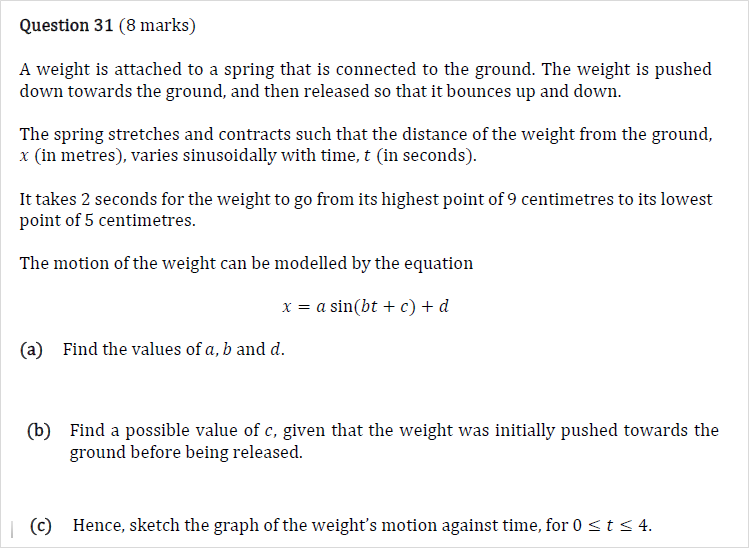 Question 31 (8 marks)
A weight is attached to a spring that is connected to the ground. The weight is pushed
down towards the ground, and then released so that it bounces up and down.
The spring stretches and contracts such that the distance of the weight from the ground,
x (in metres), varies sinusoidally with time, t (in seconds).
It takes 2 seconds for the weight to go from its highest point of 9 centimetres to its lowest
point of 5 centimetres.
The motion of the weight can be modelled by the equation
x = a sin(bt + c) + d
(a) Find the values of a, b and d.
(b) Find a possible value of c, given that the weight was initially pushed towards the
ground before being released.
(c) Hence, sketch the graph of the weight's motion against time, for 0 ≤ t ≤ 4.